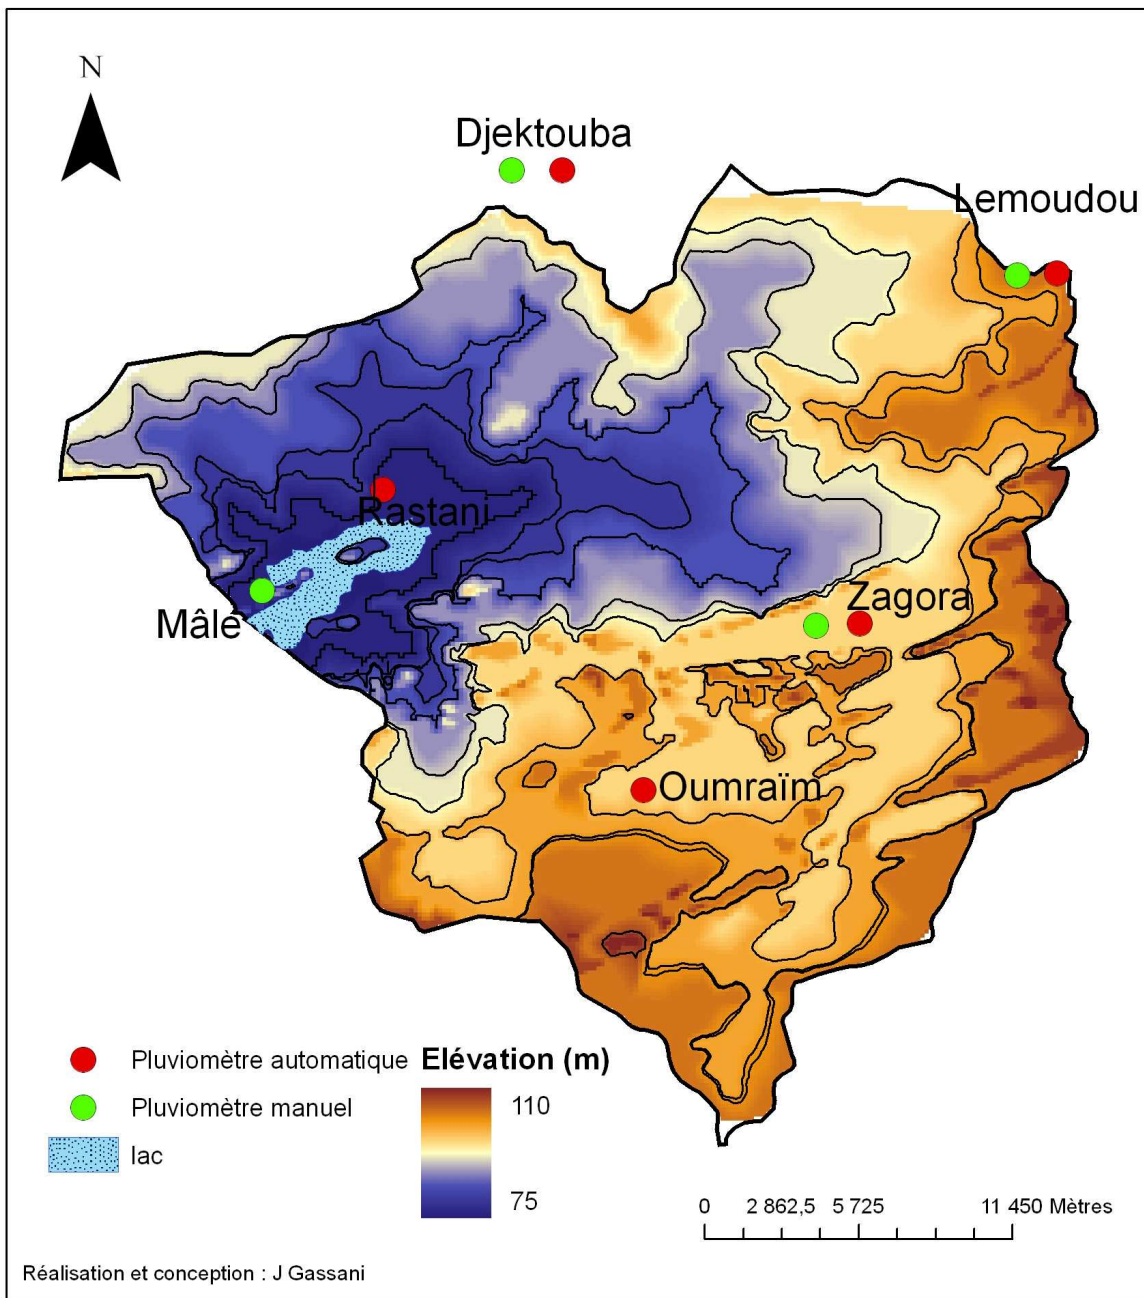 N
Djektouba
Lemoudou
Rastani
Mâlé
Zagora
Oumraïm
Pluviomètre automatique
Pluviomètre manuel
lac
Elévation (m)
110
75
0 2 862,5 5 725 11 450 Mètres
Réalisation et conception : J Gassani